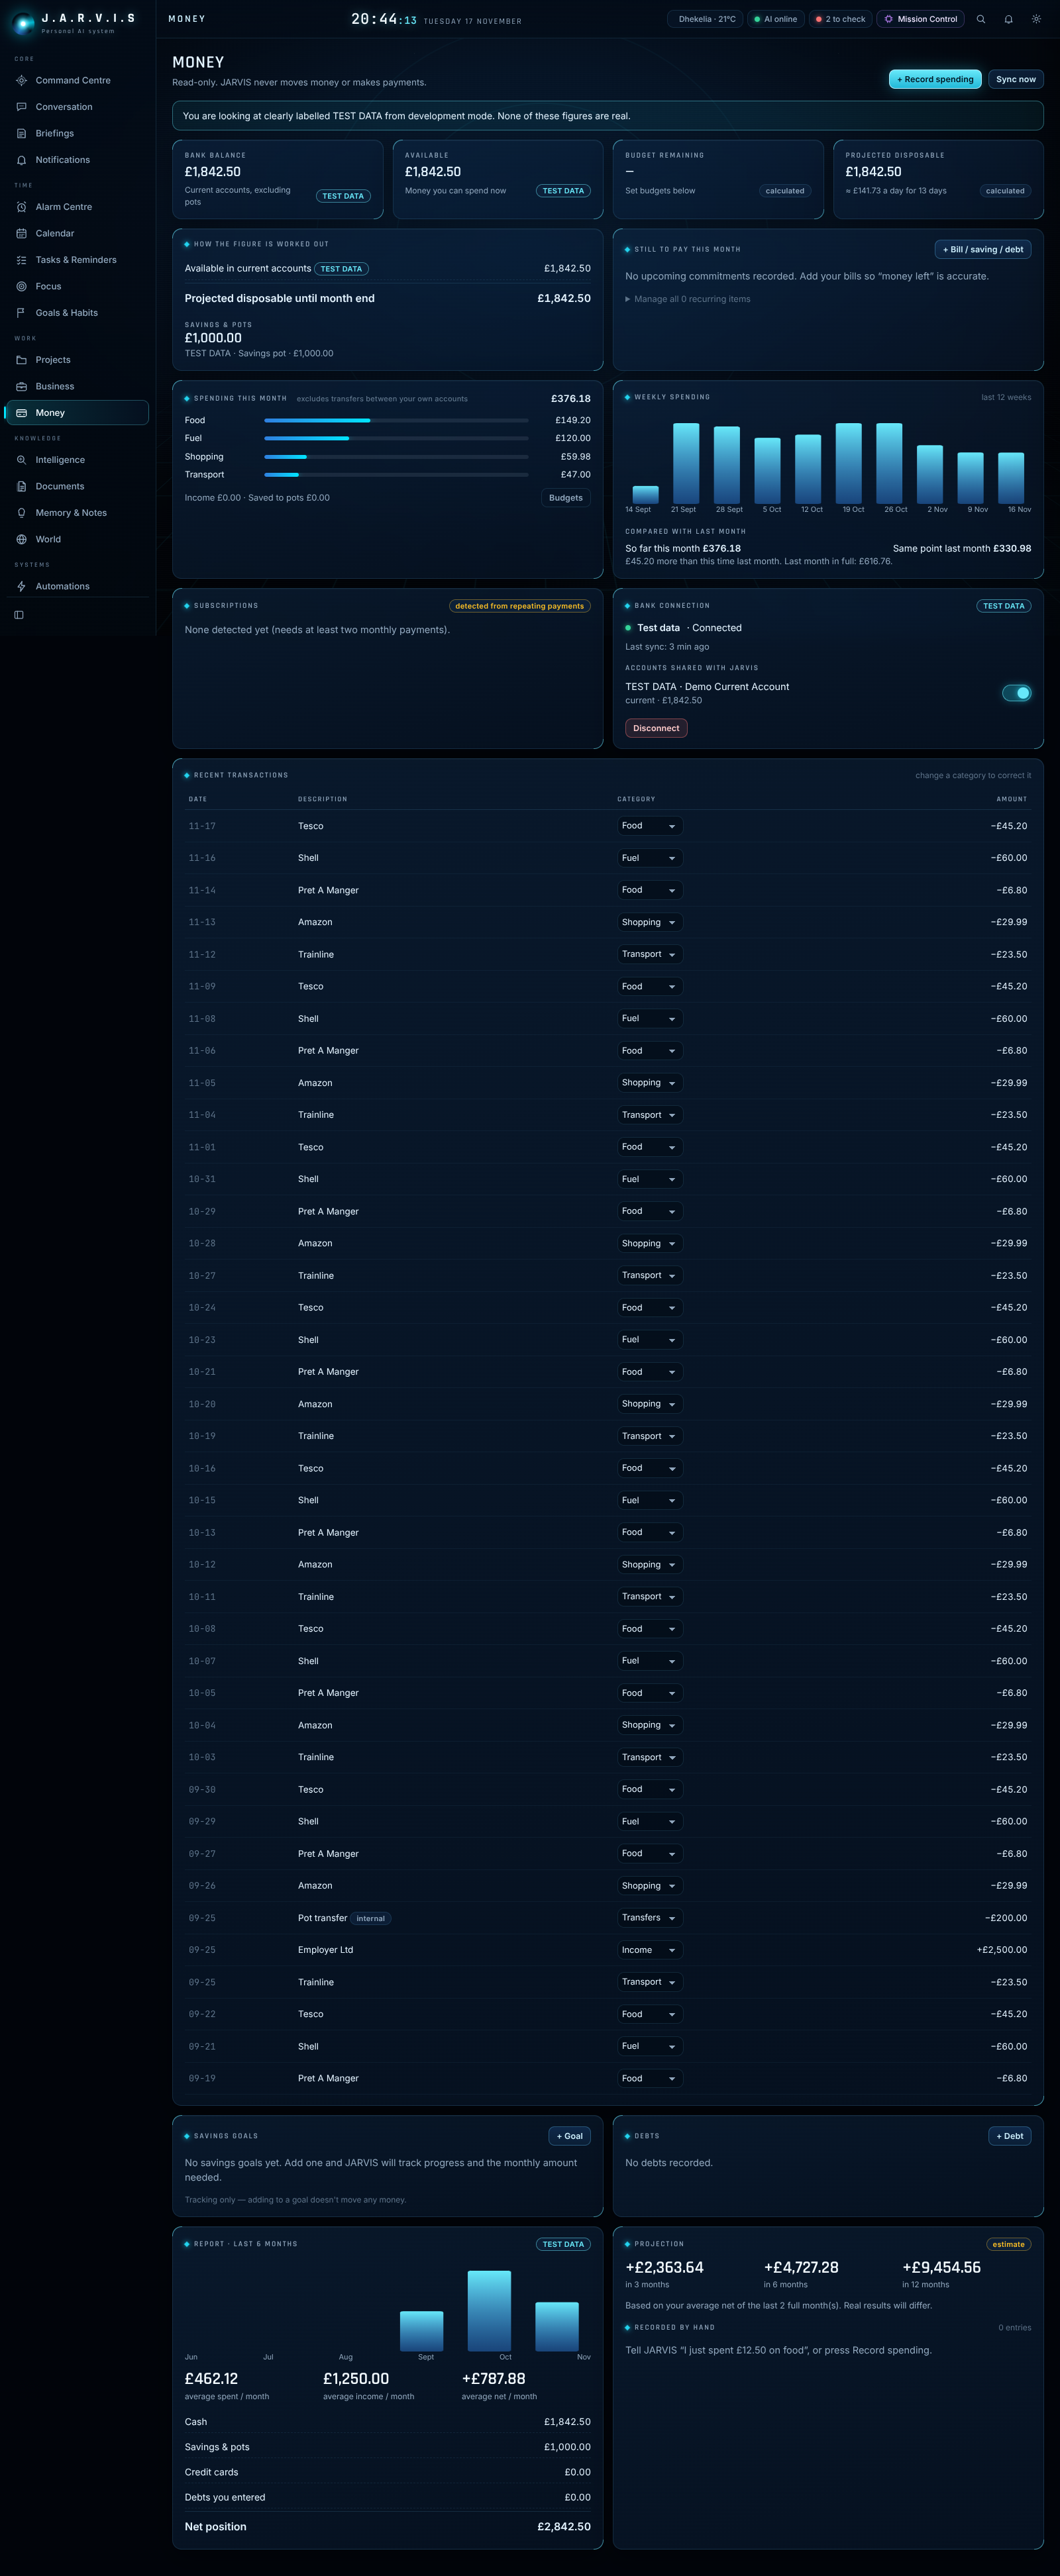 J.A.R.V.I.S
Personal AI system
CORE
Command Centre
Conversation
Briefings
Notifications
TIME
Alarm Centre
Calendar
Tasks & Reminders
Focus
Goals & Habits
WORK
Projects
Business
Money
KNOWLEDGE
Intelligence
Documents
Memory & Notes
World
SYSTEMS
Automations
MONEY
20:44:13 TUESDAY 17 NOVEMBER
Dhekelia · 21°C
AI online
2 to check
Mission Control
MONEY
Read-only. JARVIS never moves money or makes payments.
+ Record spending
Sync now
You are looking at clearly labelled TEST DATA from development mode. None of these figures are real.
BANK BALANCE
£1,842.50
Current accounts, excluding pots
TEST DATA
AVAILABLE
£1,842.50
Money you can spend now
TEST DATA
BUDGET REMAINING
—
Set budgets below
calculated
PROJECTED DISPOSABLE
≈ £141.73 a day for 13 days
£1,842.50
calculated
HOW THE FIGURE IS WORKED OUT
Available in current accounts TEST DATA £1,842.50
Projected disposable until month end £1,842.50
SAVINGS & POTS
£1,000.00
TEST DATA · Savings pot · £1,000.00
STILL TO PAY THIS MONTH
+ Bill / saving / debt
No upcoming commitments recorded. Add your bills so “money left” is accurate.
Manage all 0 recurring items
SPENDING THIS MONTH excludes transfers between your own accounts £376.18
Food £149.20
Fuel £120.00
Shopping £59.98
Transport £47.00
Income £0.00 · Saved to pots £0.00
Budgets
WEEKLY SPENDING last 12 weeks
14 Sept 21 Sept 28 Sept 5 Oct 12 Oct 19 Oct 26 Oct 2 Nov 9 Nov 16 Nov
COMPARED WITH LAST MONTH
So far this month £376.18 Same point last month £330.98
£45.20 more than this time last month. Last month in full: £616.76.
SUBSCRIPTIONS detected from repeating payments
None detected yet (needs at least two monthly payments).
BANK CONNECTION TEST DATA
Test data · Connected
Last sync: 3 min ago
ACCOUNTS SHARED WITH JARVIS
TEST DATA · Demo Current Account
current · £1,842.50
Disconnect
RECENT TRANSACTIONS change a category to correct it
DATE DESCRIPTION CATEGORY AMOUNT
11-17 Tesco Food −£45.20
11-16 Shell Fuel −£60.00
11-14 Pret A Manger Food −£6.80
11-13 Amazon Shopping −£29.99
11-12 Trainline Transport −£23.50
11-09 Tesco Food −£45.20
11-08 Shell Fuel −£60.00
11-06 Pret A Manger Food −£6.80
11-05 Amazon Shopping −£29.99
11-04 Trainline Transport −£23.50
11-01 Tesco Food −£45.20
10-31 Shell Fuel −£60.00
10-29 Pret A Manger Food −£6.80
10-28 Amazon Shopping −£29.99
10-27 Trainline Transport −£23.50
10-24 Tesco Food −£45.20
10-23 Shell Fuel −£60.00
10-21 Pret A Manger Food −£6.80
10-20 Amazon Shopping −£29.99
10-19 Trainline Transport −£23.50
10-16 Tesco Food −£45.20
10-15 Shell Fuel −£60.00
10-13 Pret A Manger Food −£6.80
10-12 Amazon Shopping −£29.99
10-11 Trainline Transport −£23.50
10-08 Tesco Food −£45.20
10-07 Shell Fuel −£60.00
10-05 Pret A Manger Food −£6.80
10-04 Amazon Shopping −£29.99
10-03 Trainline Transport −£23.50
09-30 Tesco Food −£45.20
09-29 Shell Fuel −£60.00
09-27 Pret A Manger Food −£6.80
09-26 Amazon Shopping −£29.99
09-25 Pot transfer internal Transfers −£200.00
09-25 Employer Ltd Income +£2,500.00
09-25 Trainline Transport −£23.50
09-22 Tesco Food −£45.20
09-21 Shell Fuel −£60.00
09-19 Pret A Manger Food −£6.80
SAVINGS GOALS
+ Goal
No savings goals yet. Add one and JARVIS will track progress and the monthly amount
needed.
Tracking only — adding to a goal doesn't move any money.
DEBTS
+ Debt
No debts recorded.
REPORT · LAST 6 MONTHS TEST DATA
Jun Jul Aug Sept Oct Nov
£462.12 £1,250.00 +£787.88
average spent / month average income / month average net / month
Cash £1,842.50
Savings & pots £1,000.00
Credit cards £0.00
Debts you entered £0.00
Net position £2,842.50
PROJECTION estimate
+£2,363.64 +£4,727.28 +£9,454.56
in 3 months in 6 months in 12 months
Based on your average net of the last 2 full month(s). Real results will differ.
RECORDED BY HAND 0 entries
Tell JARVIS “I just spent £12.50 on food”, or press Record spending.